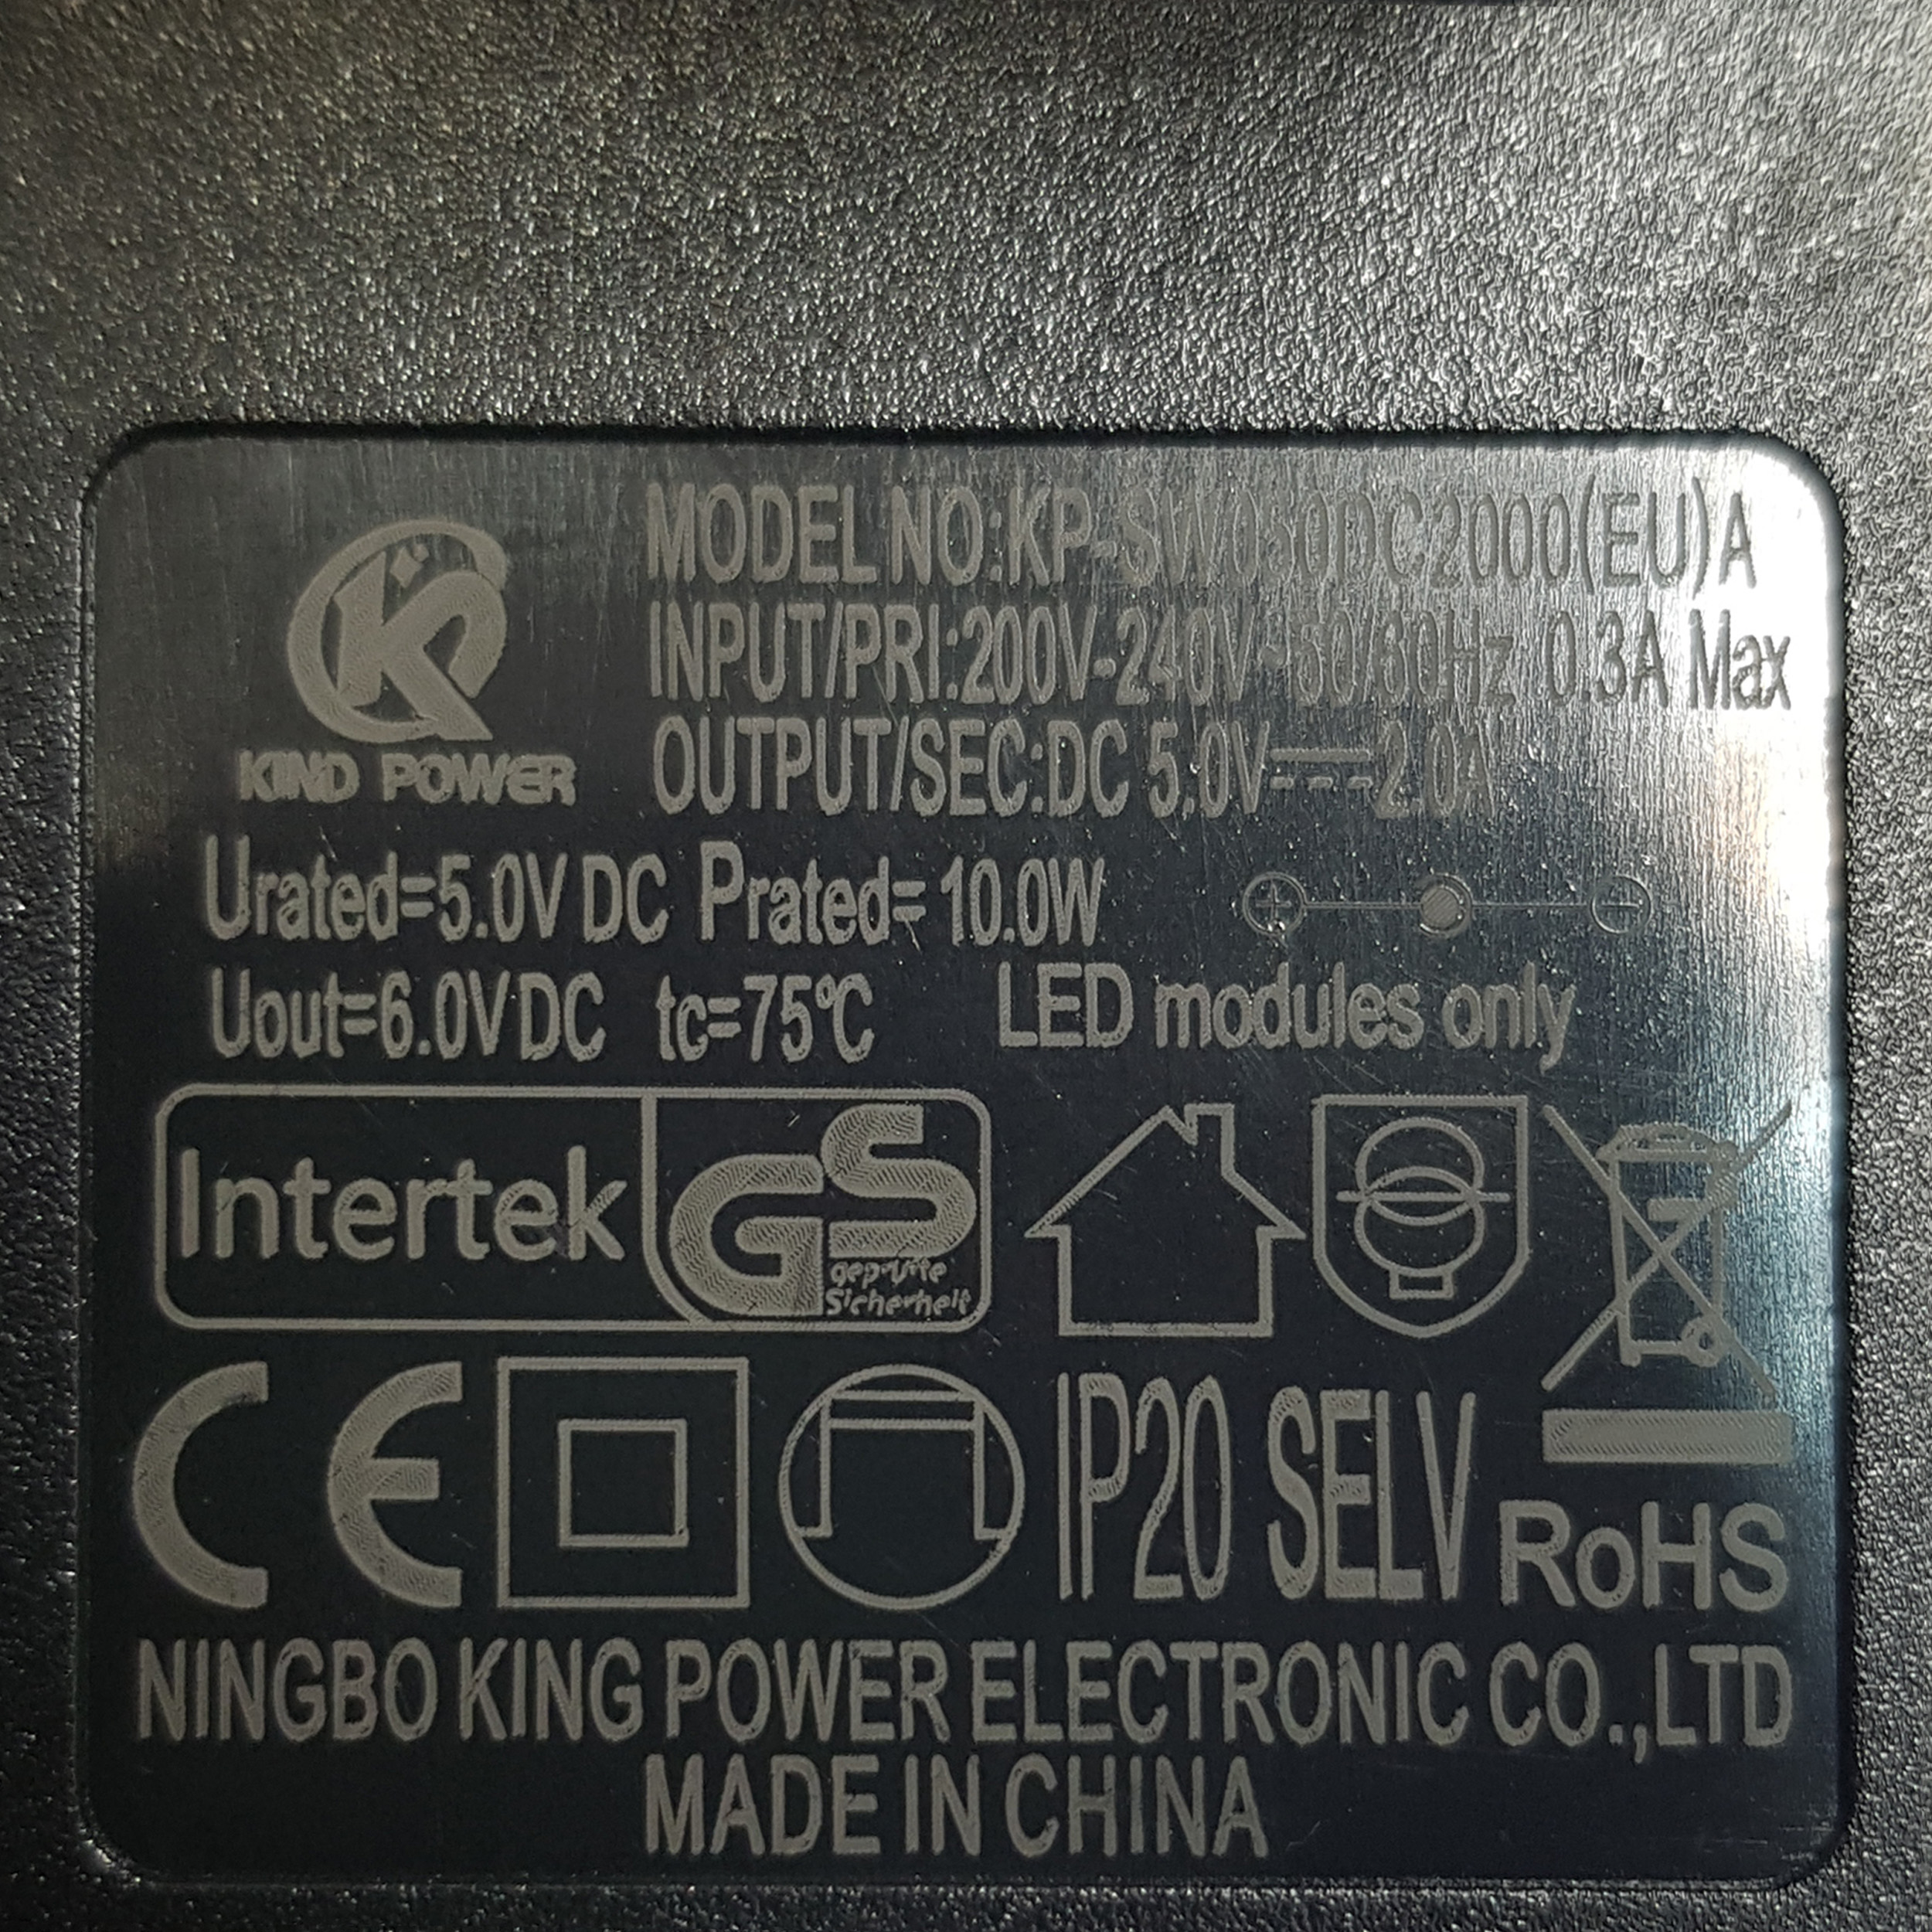 KIND POWER
MODEL NO:KP-SW050DC2000(EU)A
INPUT/PRI:200V-240V~50/60Hz 0.3A Max
OUTPUT/SEC:DC 5.0V⎓2.0A
Urated=5.0V DC Prated=10.0W
Uout=6.0VDC tc=75℃ LED modules only
Intertek GS
geprüfte
Sicherheit
CE IP20 SELV RoHS
NINGBO KING POWER ELECTRONIC CO.,LTD
MADE IN CHINA